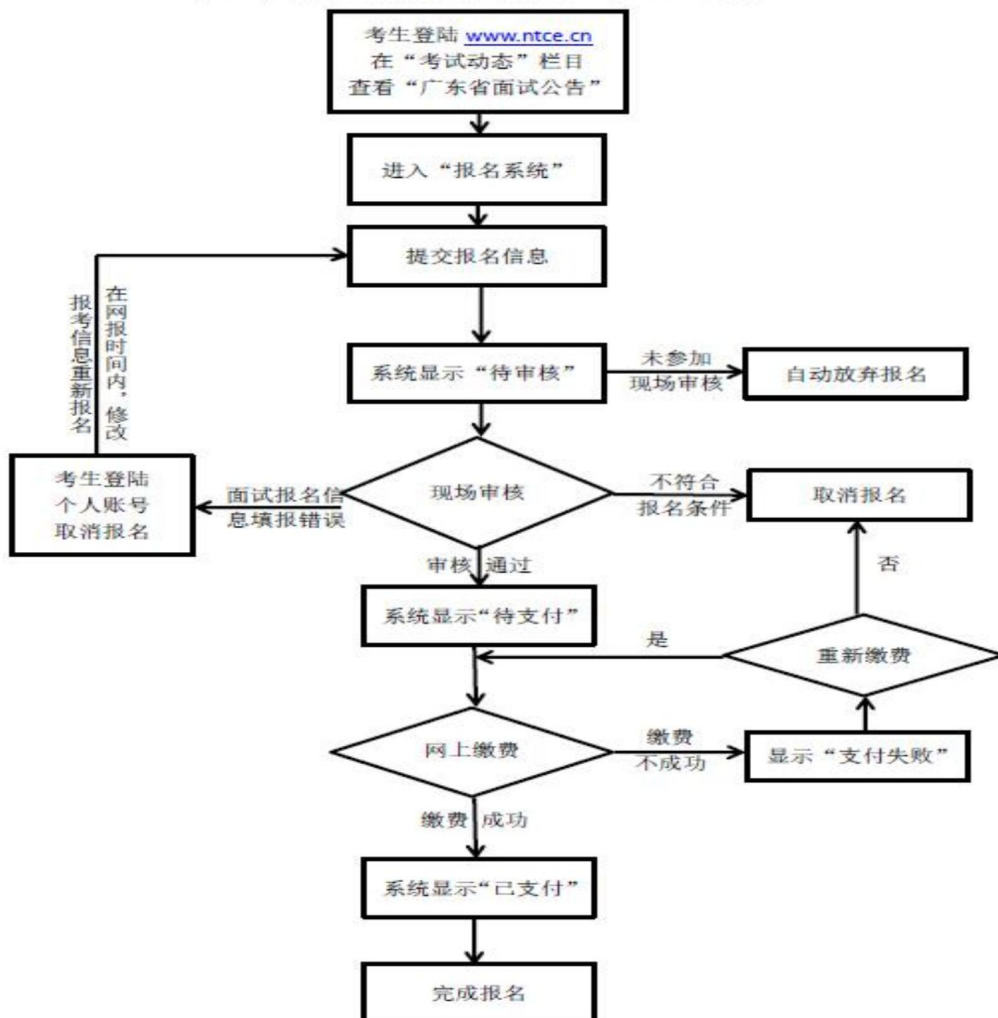 考生登陆 www.ntce.cn
在“考试动态”栏目
查看“广东省面试公告”
进入“报名系统”
提交报名信息
在网报时间内，修改
报考信息重新报名
系统显示“待审核”
未参加
现场审核
自动放弃报名
考生登陆
个人账号
取消报名
面试报名信
息填报错误
现场审核
不符合
报名条件
取消报名
审核 通过
否
系统显示“待支付”
是
重新缴费
网上缴费
缴费
不成功
显示“支付失败”
缴费 成功
系统显示“已支付”
完成报名